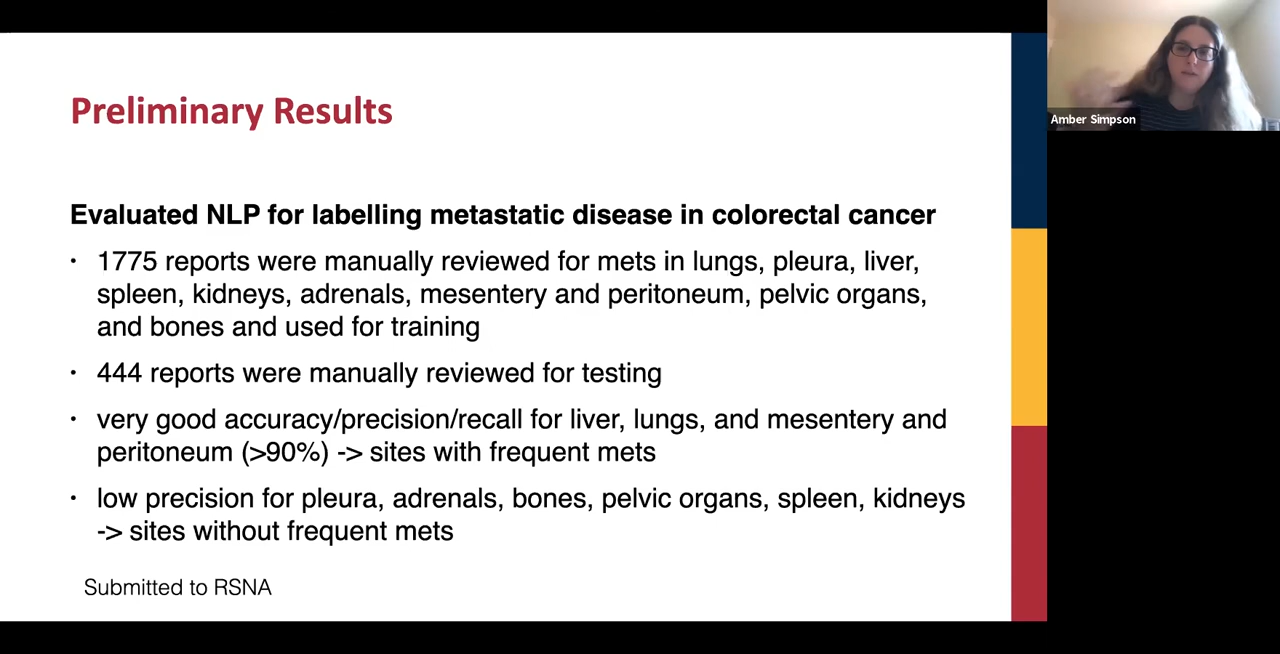 Preliminary Results
Evaluated NLP for labelling metastatic disease in colorectal cancer
• 1775 reports were manually reviewed for mets in lungs, pleura, liver,
spleen, kidneys, adrenals, mesentery and peritoneum, pelvic organs,
and bones and used for training
• 444 reports were manually reviewed for testing
• very good accuracy/precision/recall for liver, lungs, and mesentery and
peritoneum (>90%) -> sites with frequent mets
• low precision for pleura, adrenals, bones, pelvic organs, spleen, kidneys
-> sites without frequent mets
Submitted to RSNA
Amber Simpson